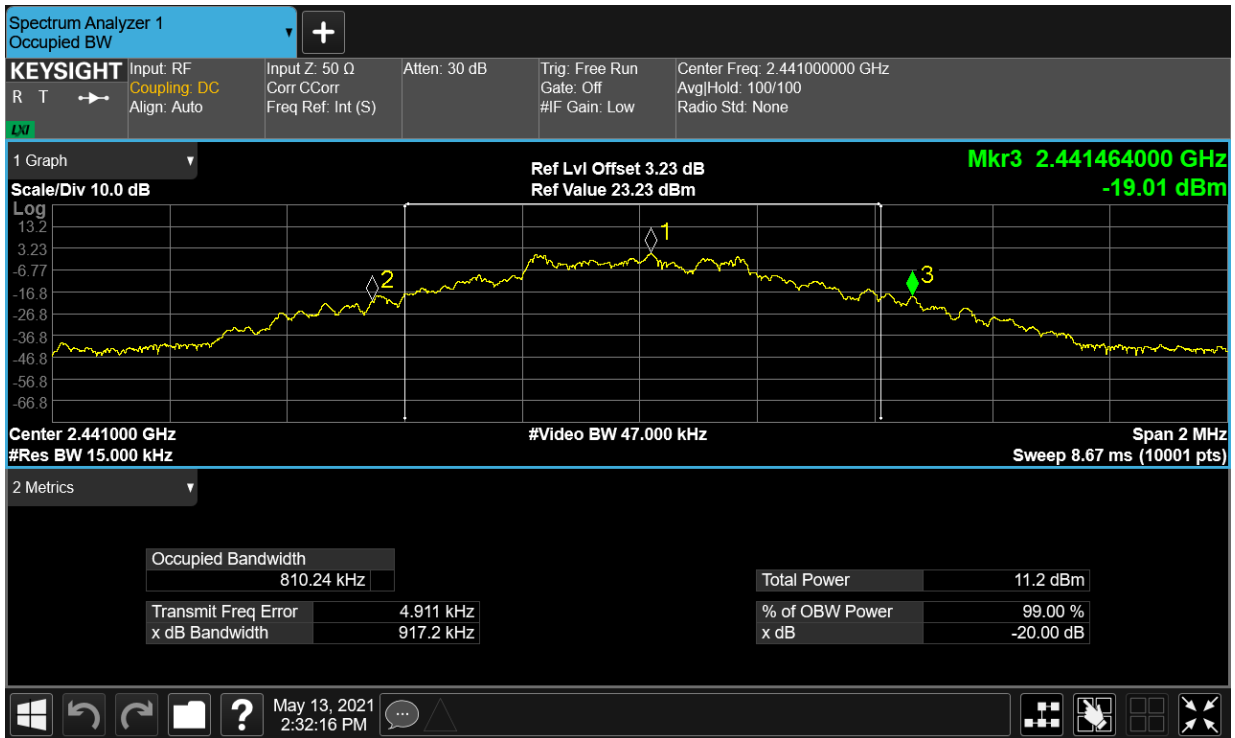 Spectrum Analyzer 1
Occupied BW
KEYSIGHT
R T
LXI
Input: RF
Coupling: DC
Align: Auto
Input Z: 50 Ω
Corr CCorr
Freq Ref: Int (S)
Atten: 30 dB
Trig: Free Run
Gate: Off
#IF Gain: Low
Center Freq: 2.441000000 GHz
Avg|Hold: 100/100
Radio Std: None
1 Graph
Scale/Div 10.0 dB
Ref Lvl Offset 3.23 dB
Ref Value 23.23 dBm
Mkr3 2.441464000 GHz
-19.01 dBm
Log
13.2
3.23
-6.77
-16.8
-26.8
-36.8
-46.8
-56.8
-66.8
1
2
3
Center 2.441000 GHz
#Video BW 47.000 kHz
Span 2 MHz
#Res BW 15.000 kHz
Sweep 8.67 ms (10001 pts)
2 Metrics
Occupied Bandwidth
810.24 kHz
Transmit Freq Error 4.911 kHz
x dB Bandwidth 917.2 kHz
Total Power 11.2 dBm
% of OBW Power 99.00 %
x dB -20.00 dB
?
May 13, 2021
2:32:16 PM